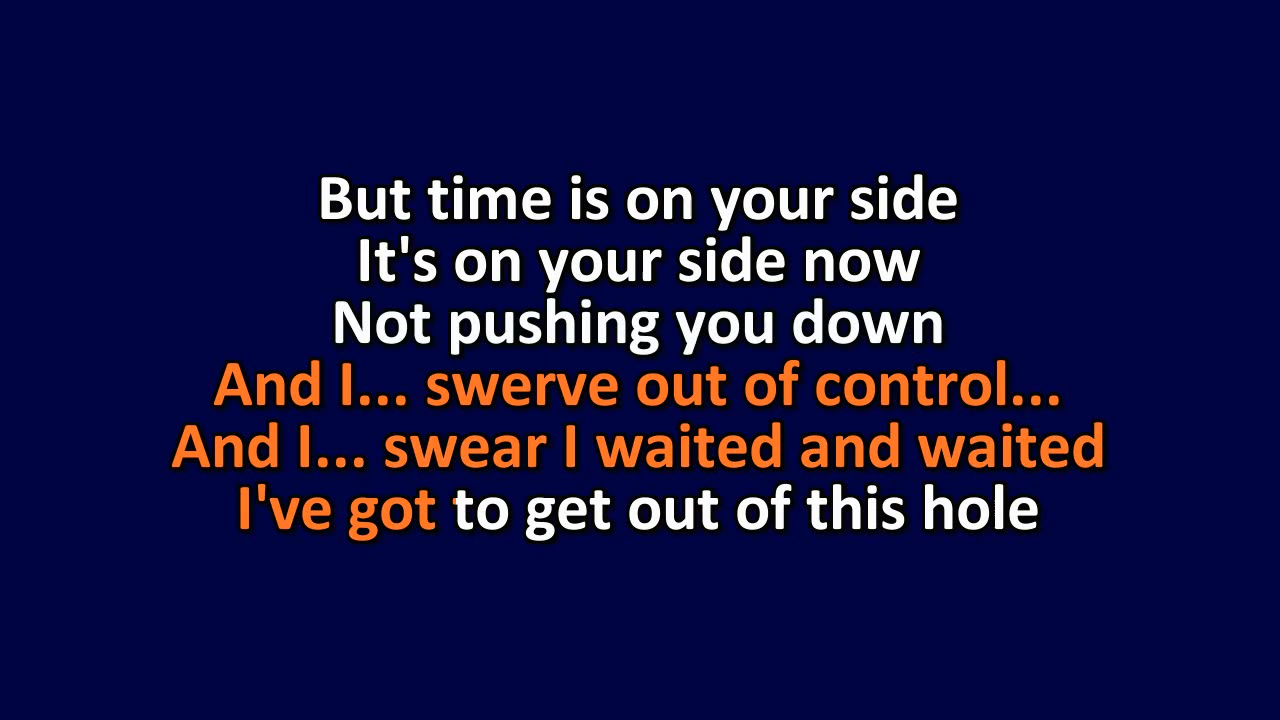 But time is on your side
It's on your side now
Not pushing you down
And I... swerve out of control...
And I... swear I waited and waited
I've got to get out of this hole